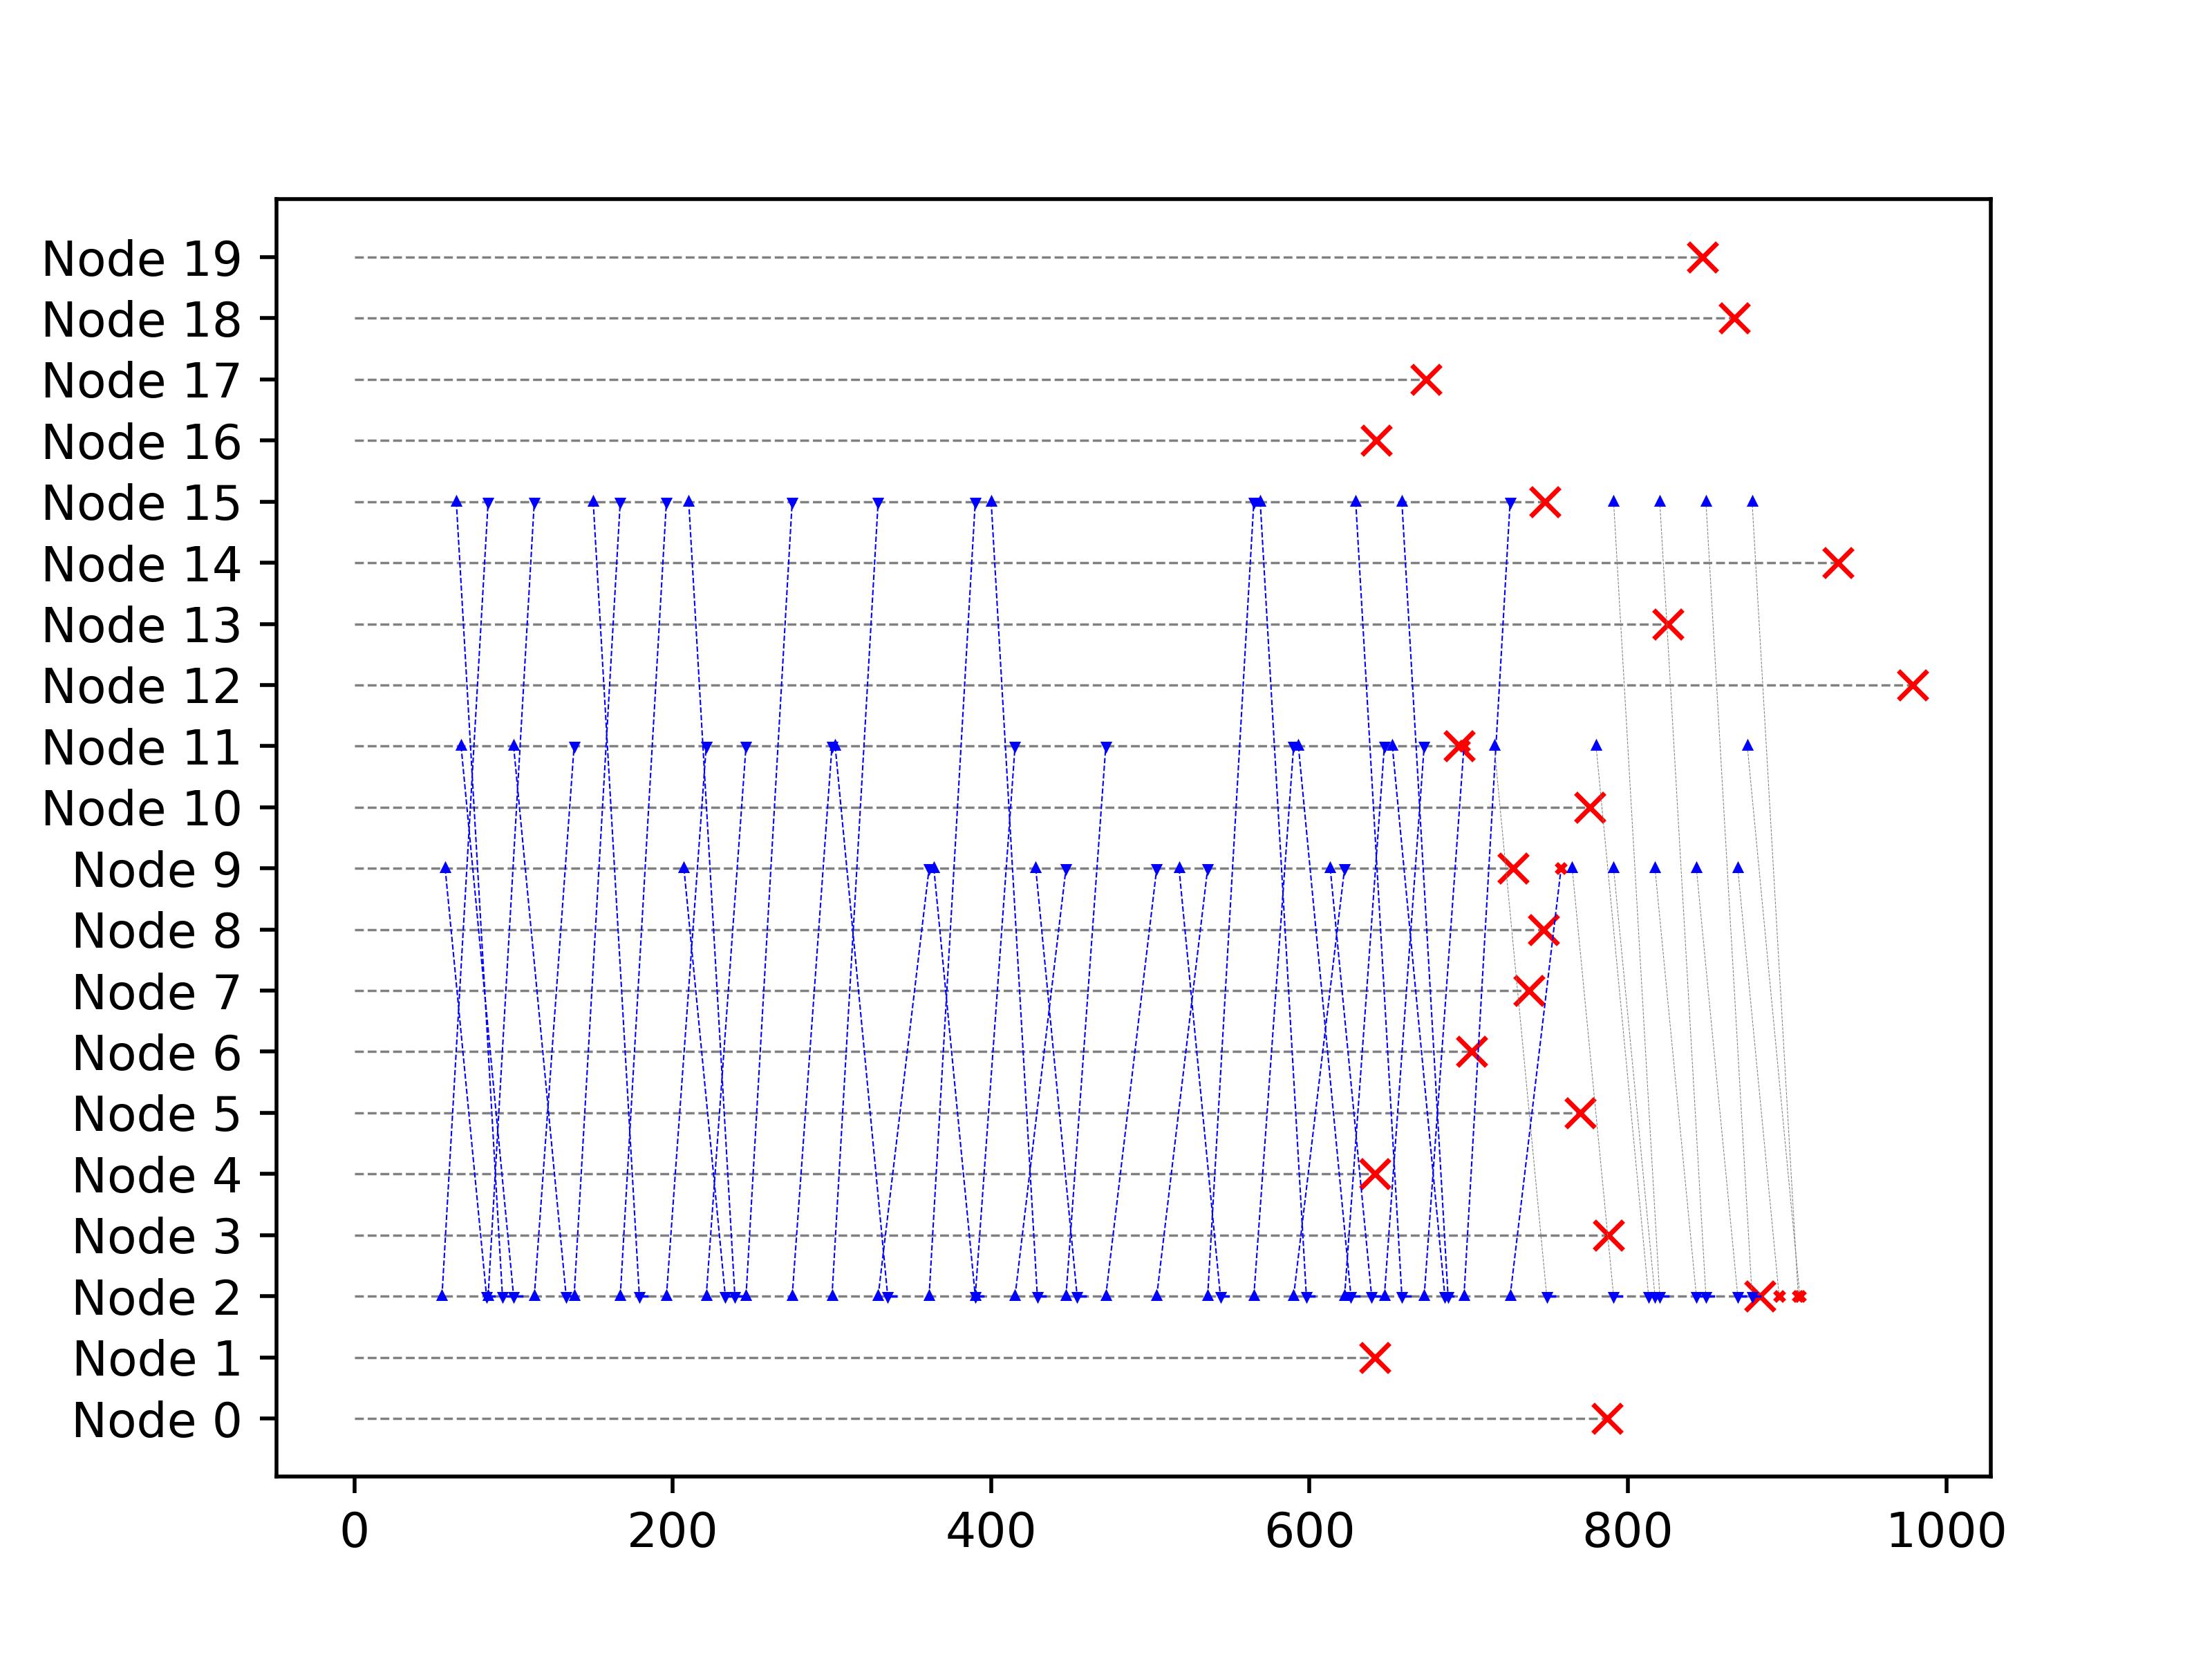 Node 19
Node 18
Node 17
Node 16
Node 15
Node 14
Node 13
Node 12
Node 11
Node 10
Node 9
Node 8
Node 7
Node 6
Node 5
Node 4
Node 3
Node 2
Node 1
Node 0
0 200 400 600 800 1000